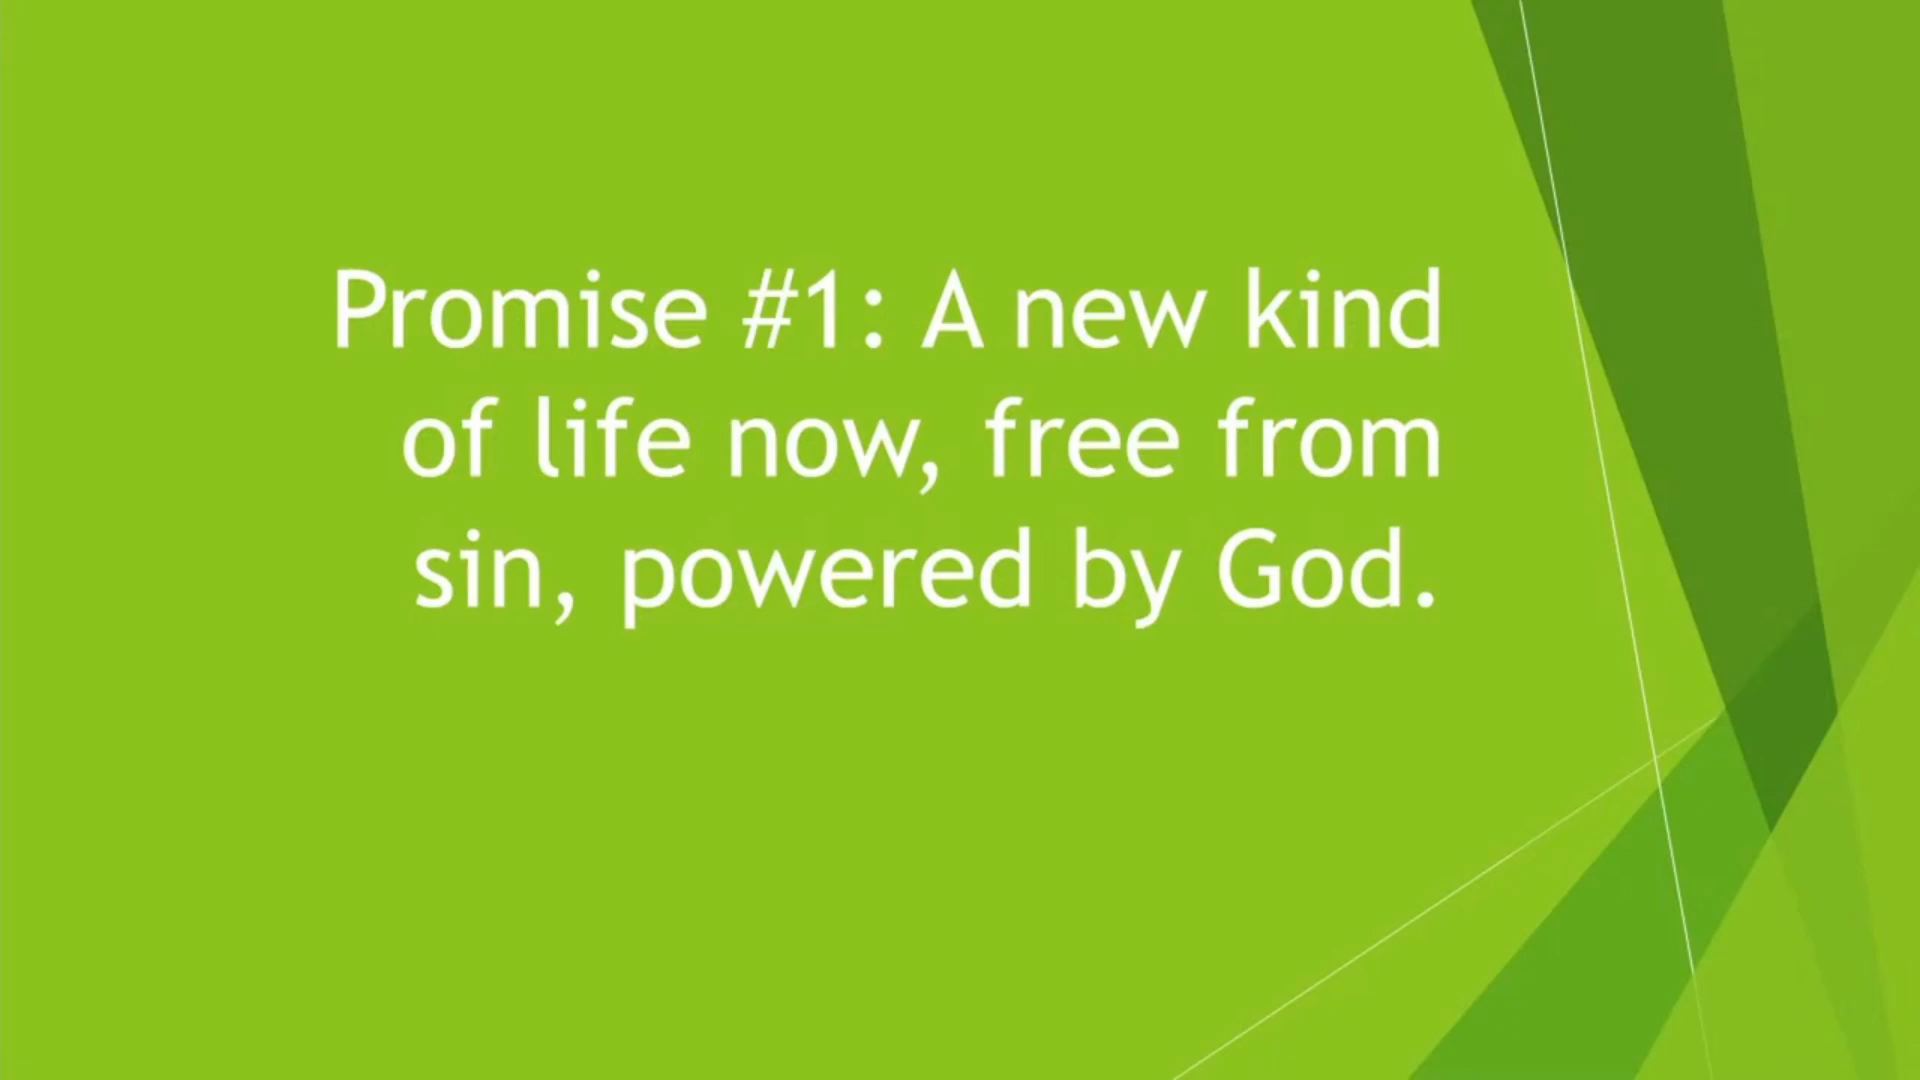 Promise #1: A new kind
of life now, free from
sin, powered by God.